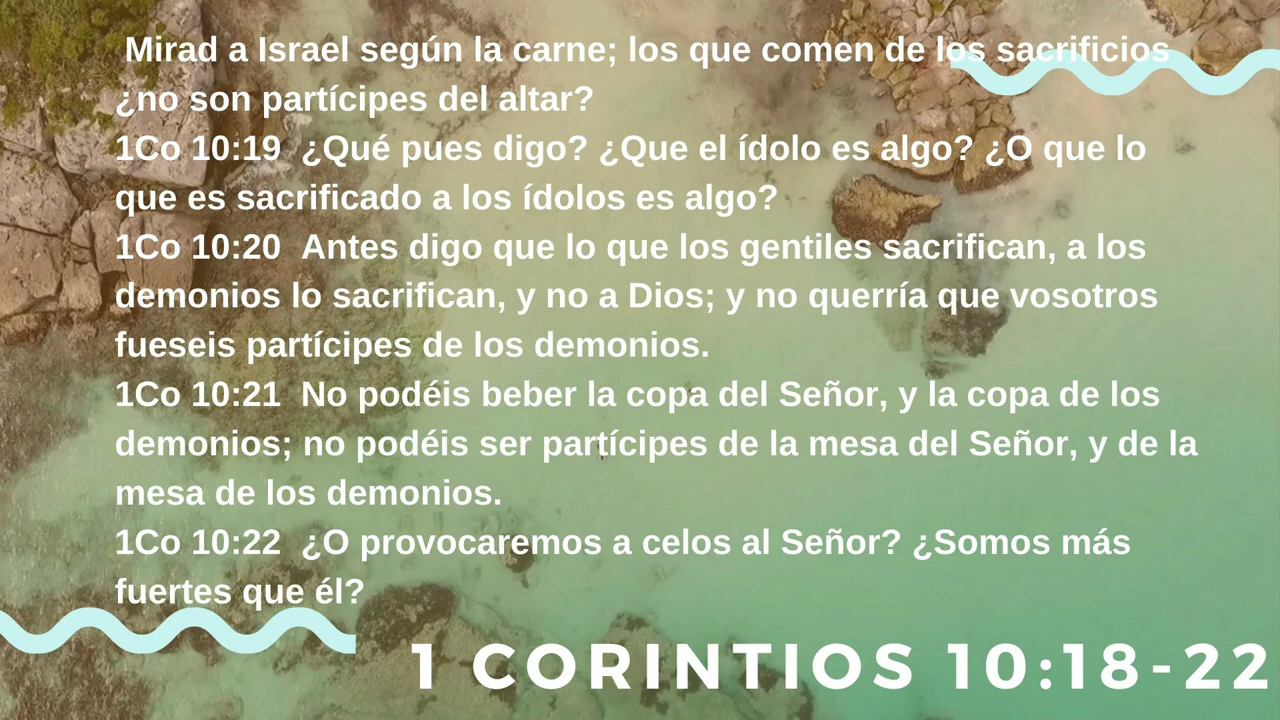 Mirad a Israel según la carne; los que comen de los sacrificios
¿no son partícipes del altar?
1Co 10:19 ¿Qué pues digo? ¿Que el ídolo es algo? ¿O que lo
que es sacrificado a los ídolos es algo?
1Co 10:20 Antes digo que lo que los gentiles sacrifican, a los
demonios lo sacrifican, y no a Dios; y no querría que vosotros
fueseis partícipes de los demonios.
1Co 10:21 No podéis beber la copa del Señor, y la copa de los
demonios; no podéis ser partícipes de la mesa del Señor, y de la
mesa de los demonios.
1Co 10:22 ¿O provocaremos a celos al Señor? ¿Somos más
fuertes que él?
1 CORINTIOS 10:18-22